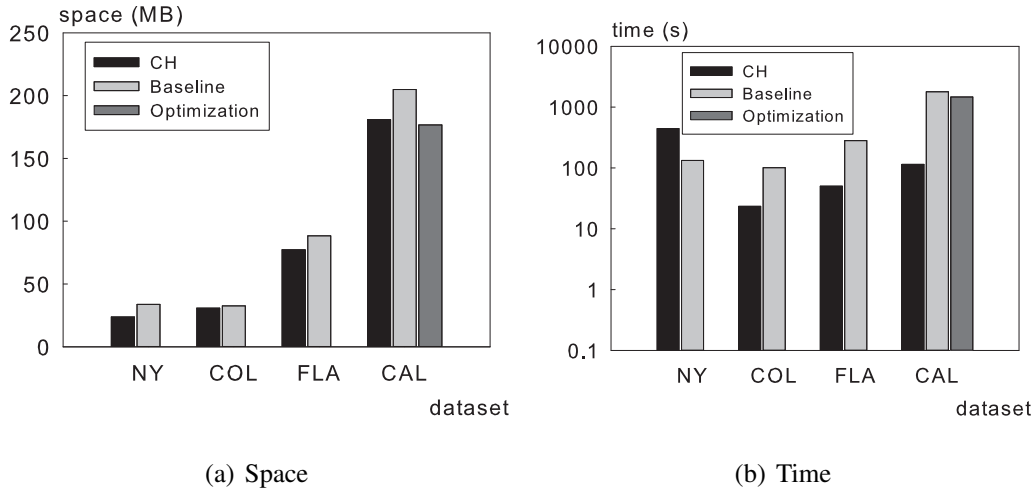 space (MB)
250
200
150
100
50
0
CH
Baseline
Optimization
NY COL FLA CAL
dataset
(a) Space
time (s)
10000
1000
100
10
1
0.1
CH
Baseline
Optimization
NY COL FLA CAL
dataset
(b) Time